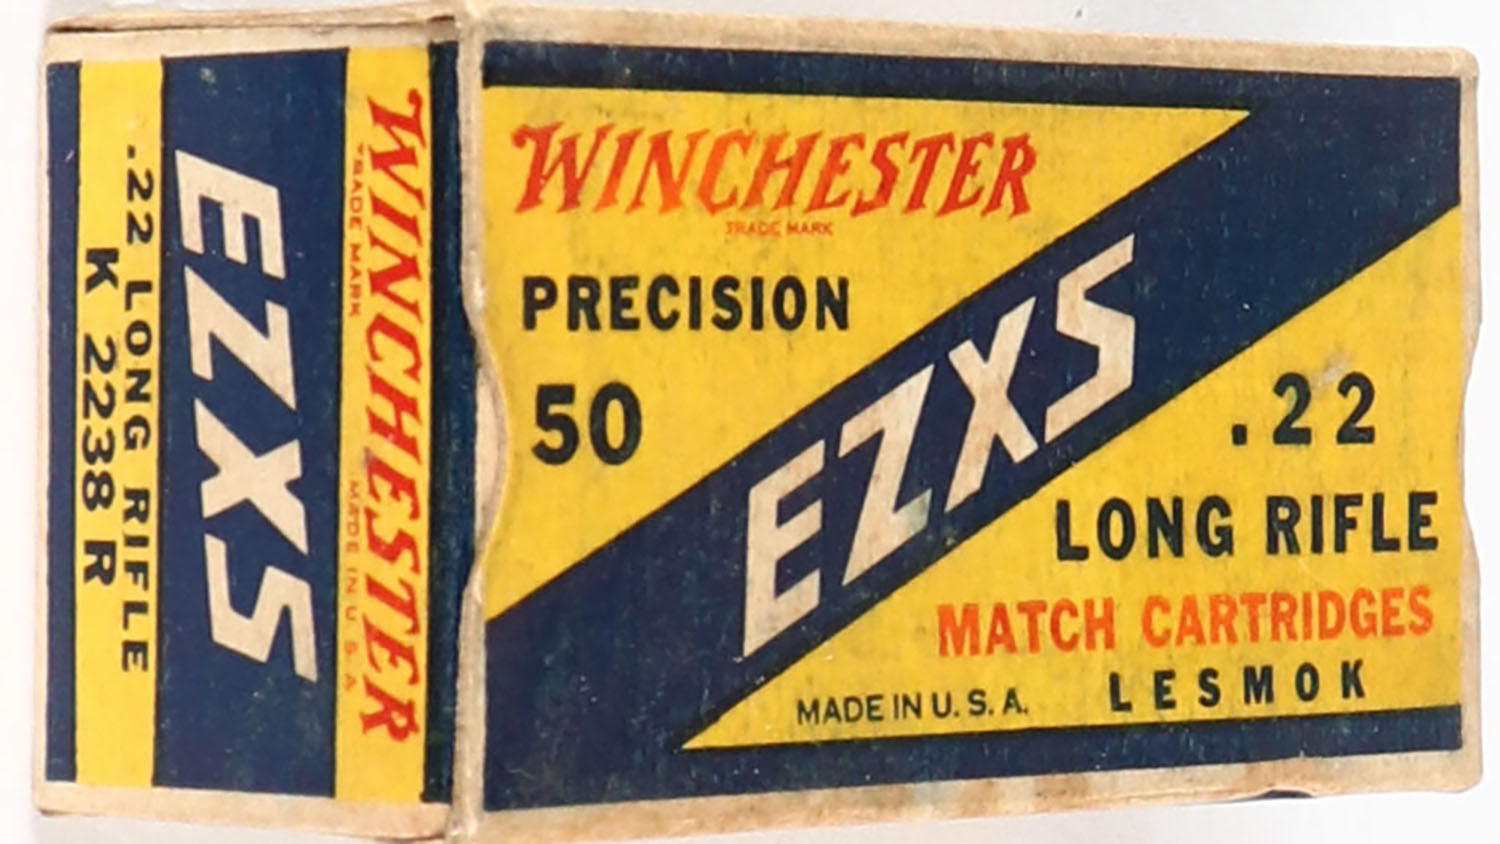 WINCHESTER
TRADE MARK
PRECISION
50
EZXS
.22
LONG RIFLE
MATCH CARTRIDGES
MADE IN U. S. A. LESMOK
WINCHESTER
TRADE MARK MADE IN U. S. A
EZXS
.22 LONG RIFLE
K 2238 R